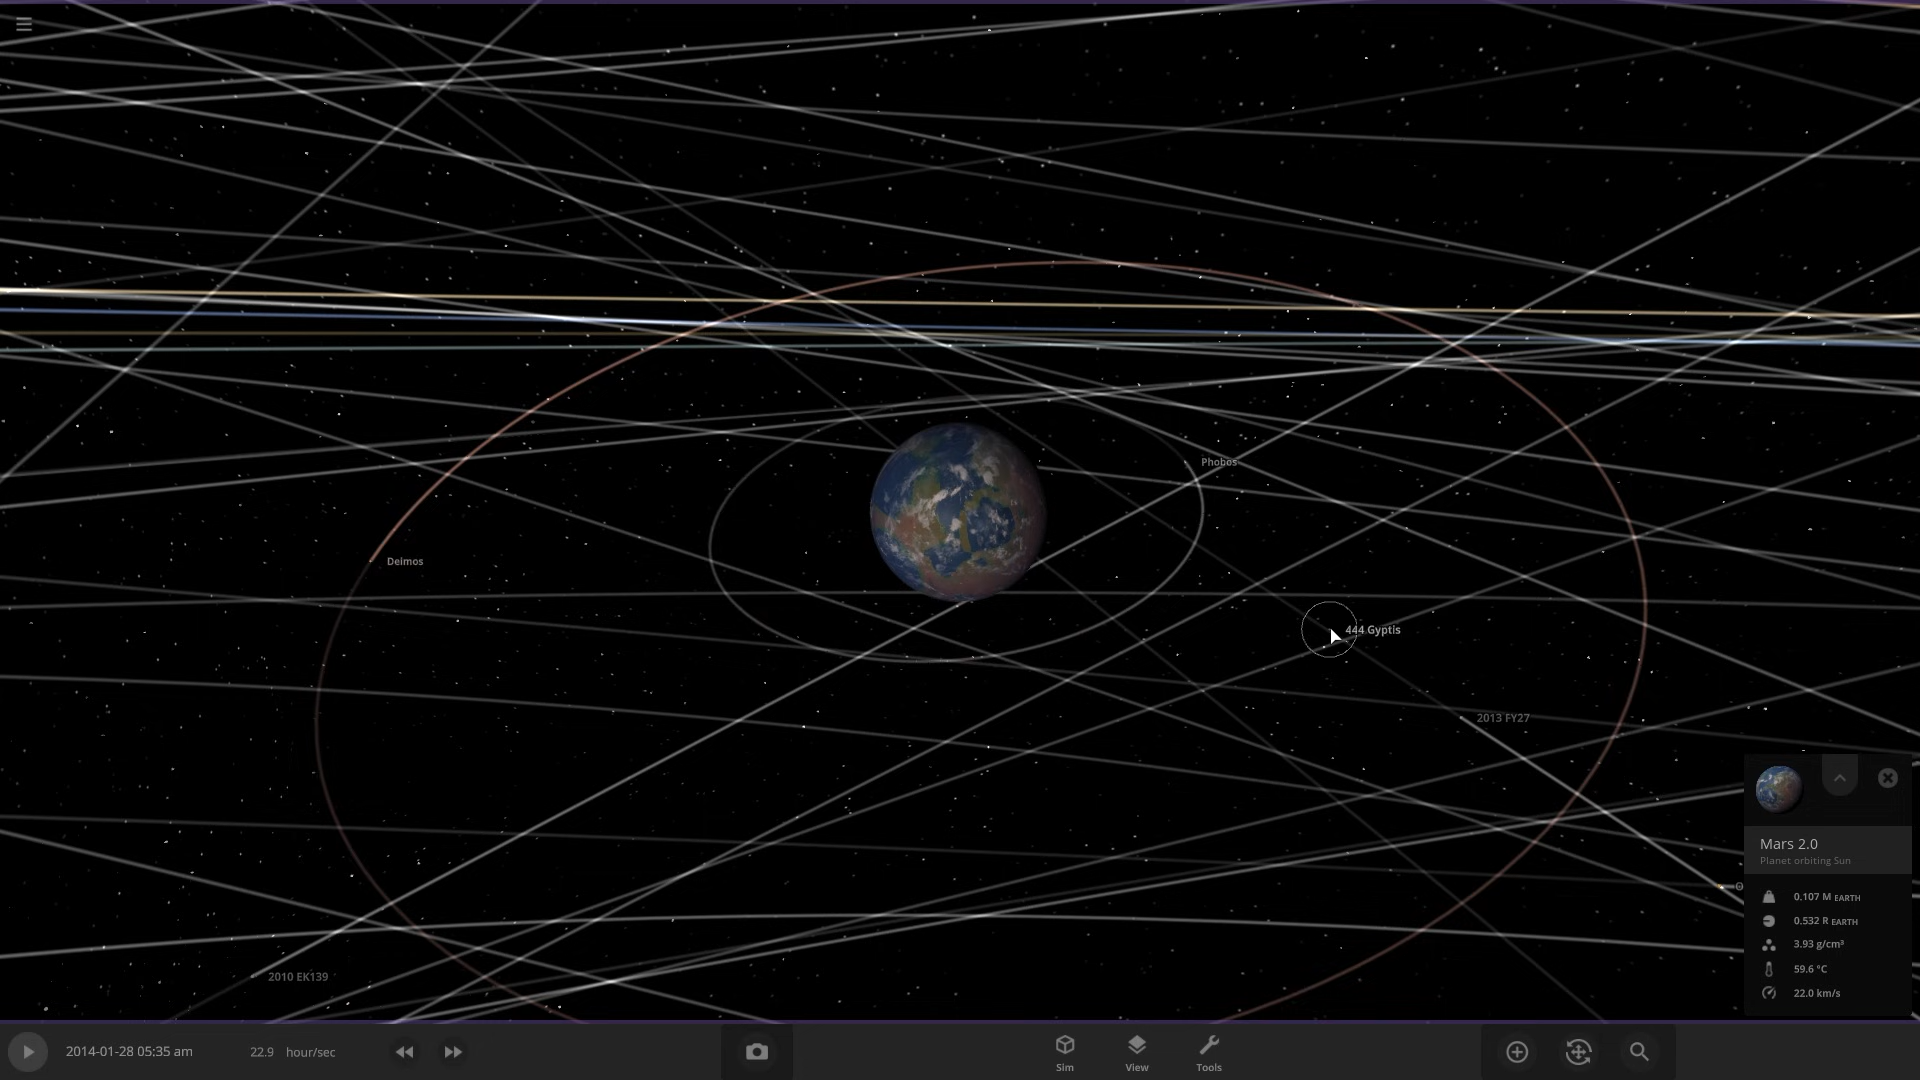 Phobos
Deimos
444 Gyptis
2013 FY27
2010 EK139
Mars 2.0
Planet orbiting Sun
0.107 M EARTH
0.532 R EARTH
3.93 g/cm³
59.6 °C
22.0 km/s
2014-01-28 05:35 am
22.9 hour/sec
Sim
View
Tools